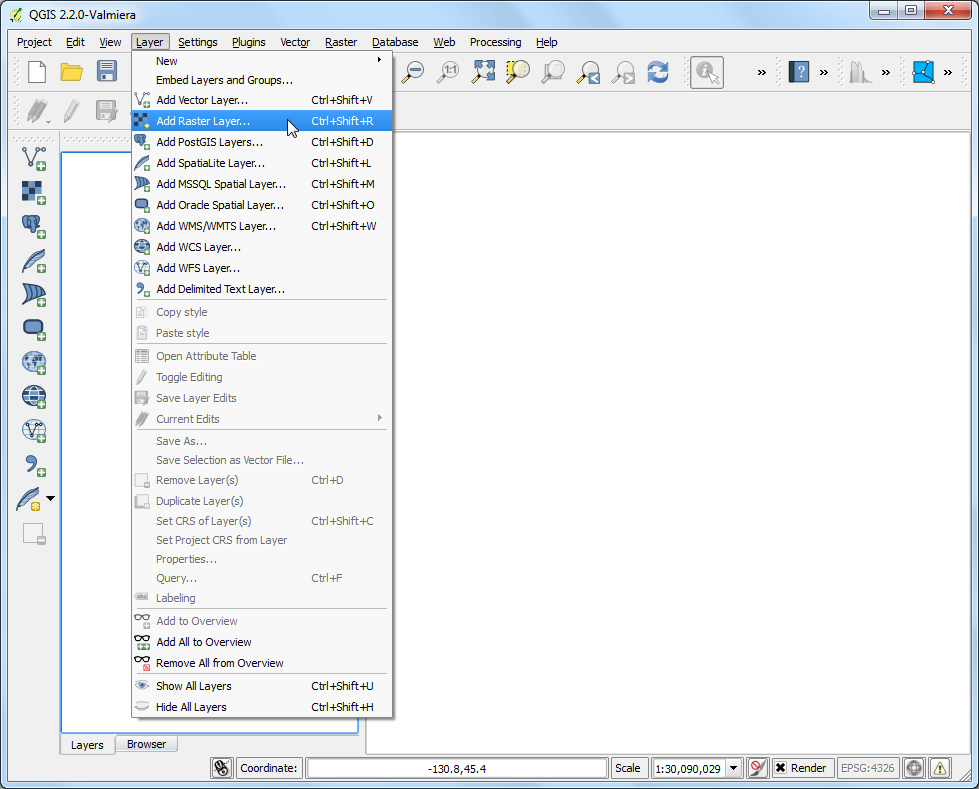 QGIS 2.2.0-Valmiera
Project Edit View Layer Settings Plugins Vector Raster Database Web Processing Help
1:1
»
?
»
»
»
New
Embed Layers and Groups...
Add Vector Layer... Ctrl+Shift+V
Add Raster Layer... Ctrl+Shift+R
Add PostGIS Layers... Ctrl+Shift+D
Add SpatiaLite Layer... Ctrl+Shift+L
Add MSSQL Spatial Layer... Ctrl+Shift+M
Add Oracle Spatial Layer... Ctrl+Shift+O
Add WMS/WMTS Layer... Ctrl+Shift+W
Add WCS Layer...
Add WFS Layer...
Add Delimited Text Layer...
Copy style
Paste style
Open Attribute Table
Toggle Editing
Save Layer Edits
Current Edits
Save As...
Save Selection as Vector File...
Remove Layer(s) Ctrl+D
Duplicate Layer(s)
Set CRS of Layer(s) Ctrl+Shift+C
Set Project CRS from Layer
Properties...
Query... Ctrl+F
Labeling
Add to Overview
Add All to Overview
Remove All from Overview
Show All Layers Ctrl+Shift+U
Hide All Layers Ctrl+Shift+H
Layers Browser
Coordinate: -130.8,45.4 Scale 1:30,090,029 Render EPSG:4326